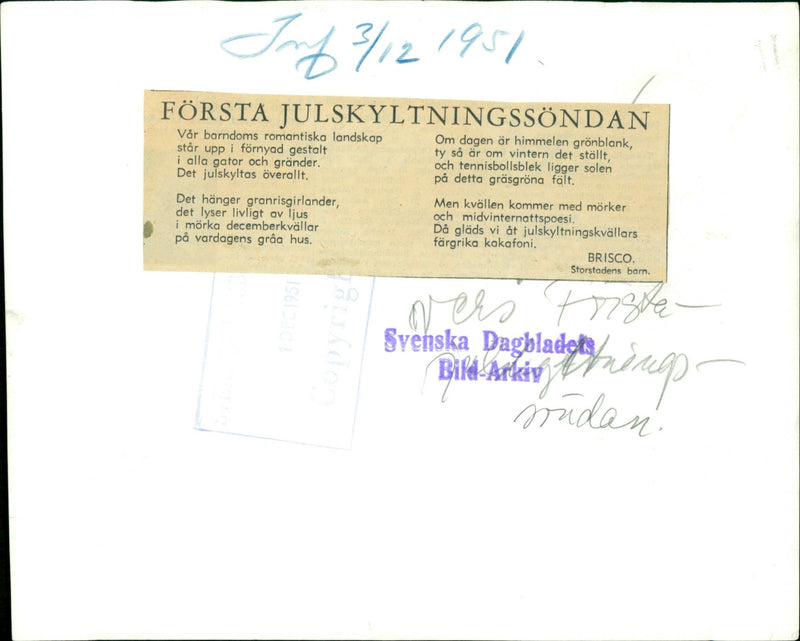 3/12 1951
FÖRSTA JULSKYLTNINGSSÖNDAN
Vår barndoms romantiska landskap
står upp i förnyad gestalt
i alla gator och gränder.
Det julskyltas överallt.
Det hänger granrisgirlander,
det lyser livligt av ljus
i mörka decemberkvällar
på vardagens gråa hus.
Om dagen är himmelen grönblank,
ty så är om vintern det ställt,
och tennisbollsblek ligger solen
på detta gräsgröna fält.
Men kvällen kommer med mörker
och midvinternattspoesi.
Då gläds vi åt julskyltningskvällars
färgrika kakafoni.
BRISCO.
Storstadens barn.
1 DEC 1951
Copyright
Vers Första
Svenska Dagbladets
Bild-Arkiv
söndan.